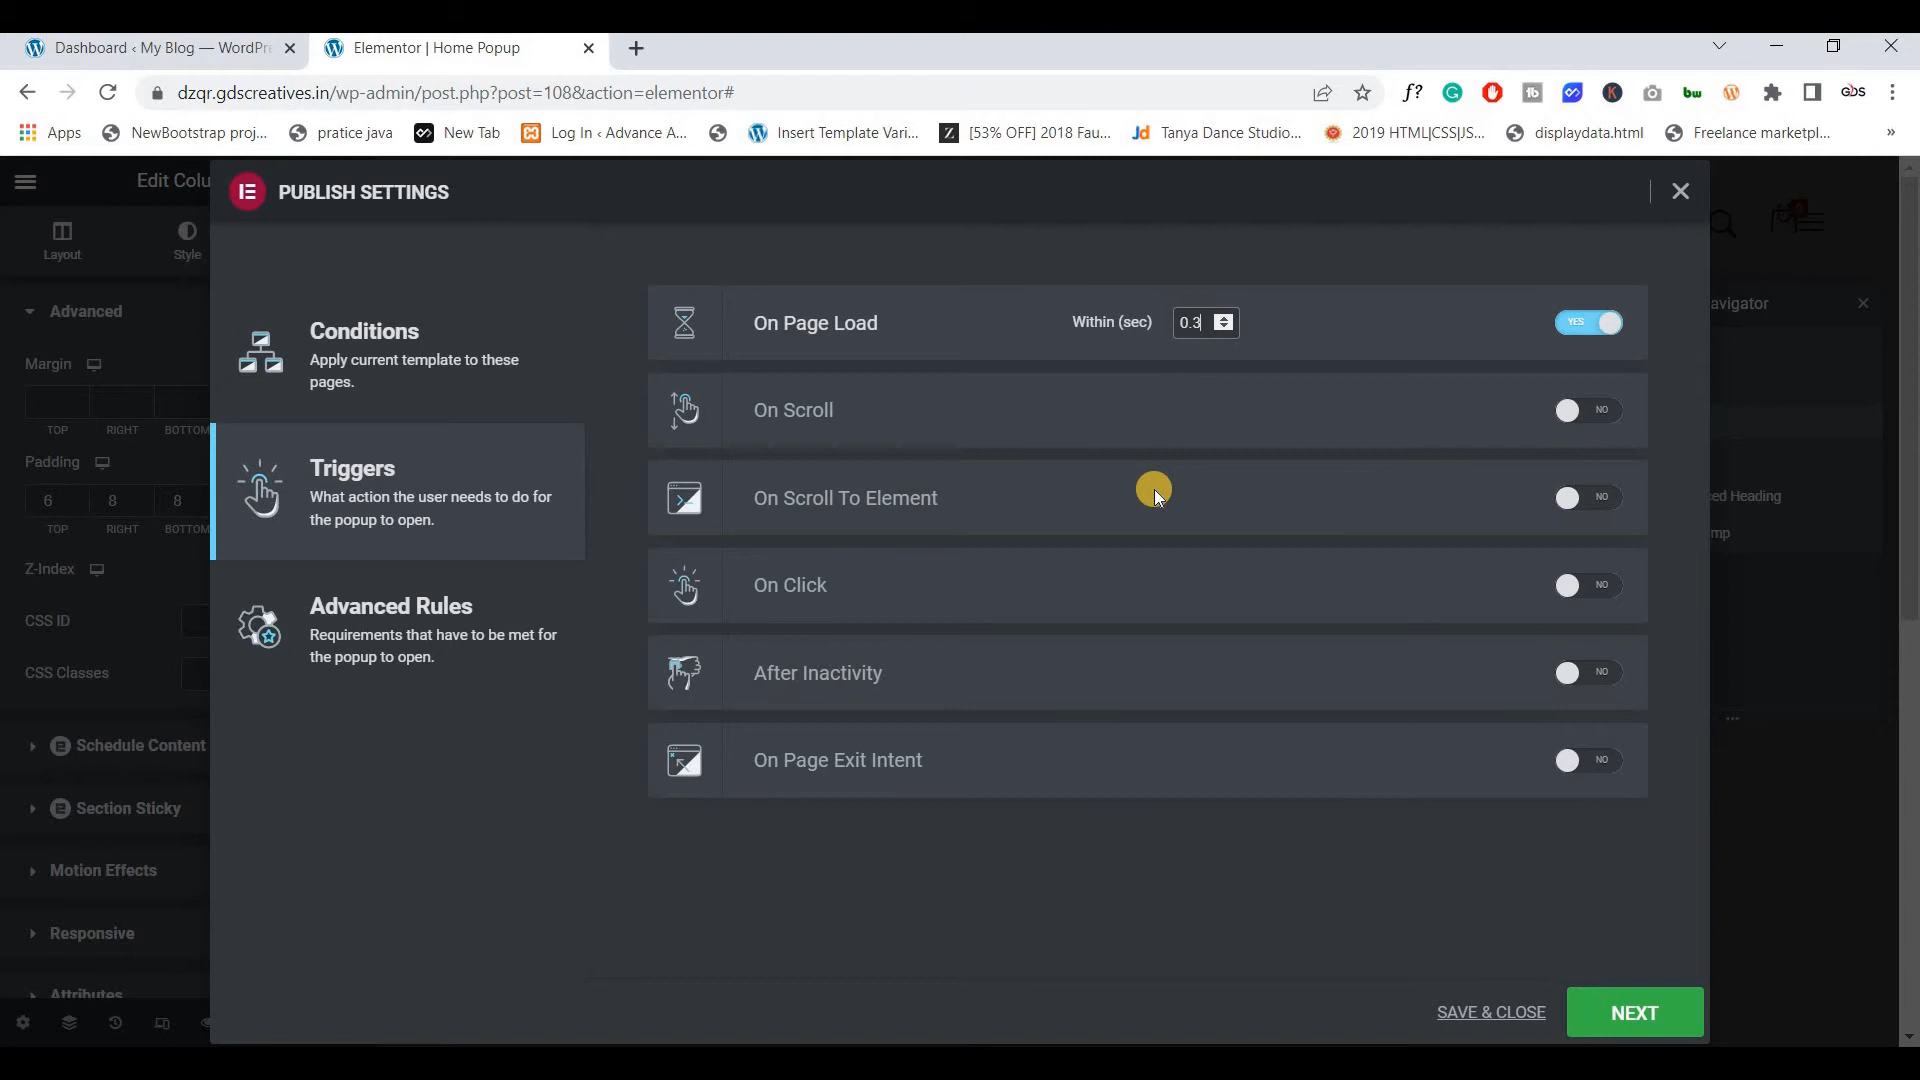 Dashboard ‹ My Blog — WordPre
Elementor | Home Popup
dzqr.gdscreatives.in/wp-admin/post.php?post=108&action=elementor#
Apps
NewBootstrap proj...
pratice java
New Tab
Log In ‹ Advance A...
Insert Template Vari...
[53% OFF] 2018 Fau...
Tanya Dance Studio...
2019 HTML|CSS|JS...
displaydata.html
Freelance marketpl...
»
Edit Colu
PUBLISH SETTINGS
Layout
Style
Advanced
Margin
TOP
RIGHT
BOTTOM
Padding
6
8
8
TOP
RIGHT
BOTTOM
Z-Index
CSS ID
CSS Classes
Schedule Content
Section Sticky
Motion Effects
Responsive
Attributes
Conditions
Apply current template to these
pages.
Triggers
What action the user needs to do for
the popup to open.
Advanced Rules
Requirements that have to be met for
the popup to open.
On Page Load
Within (sec)
0.3
YES
On Scroll
NO
On Scroll To Element
NO
On Click
NO
After Inactivity
NO
On Page Exit Intent
NO
SAVE & CLOSE
NEXT
avigator
ed Heading
mp